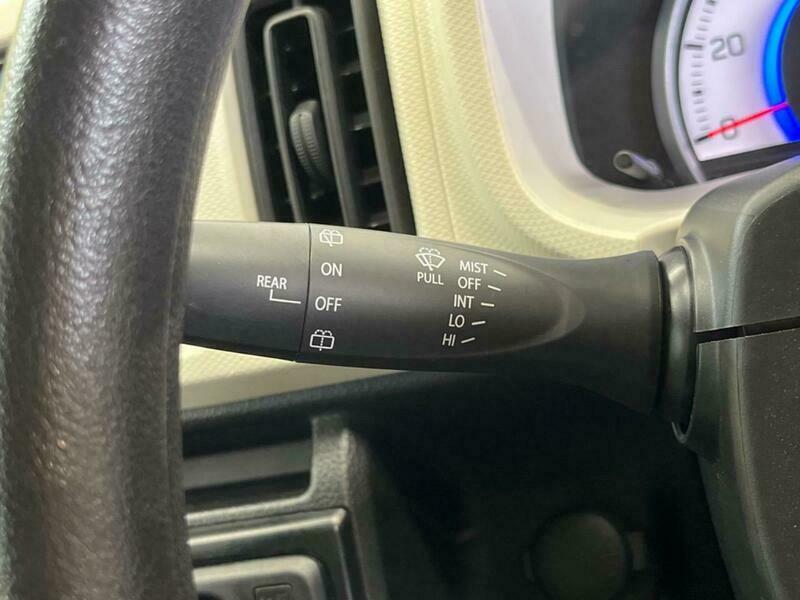 20
0
REAR
ON
OFF
PULL
MIST
OFF
INT
LO
HI